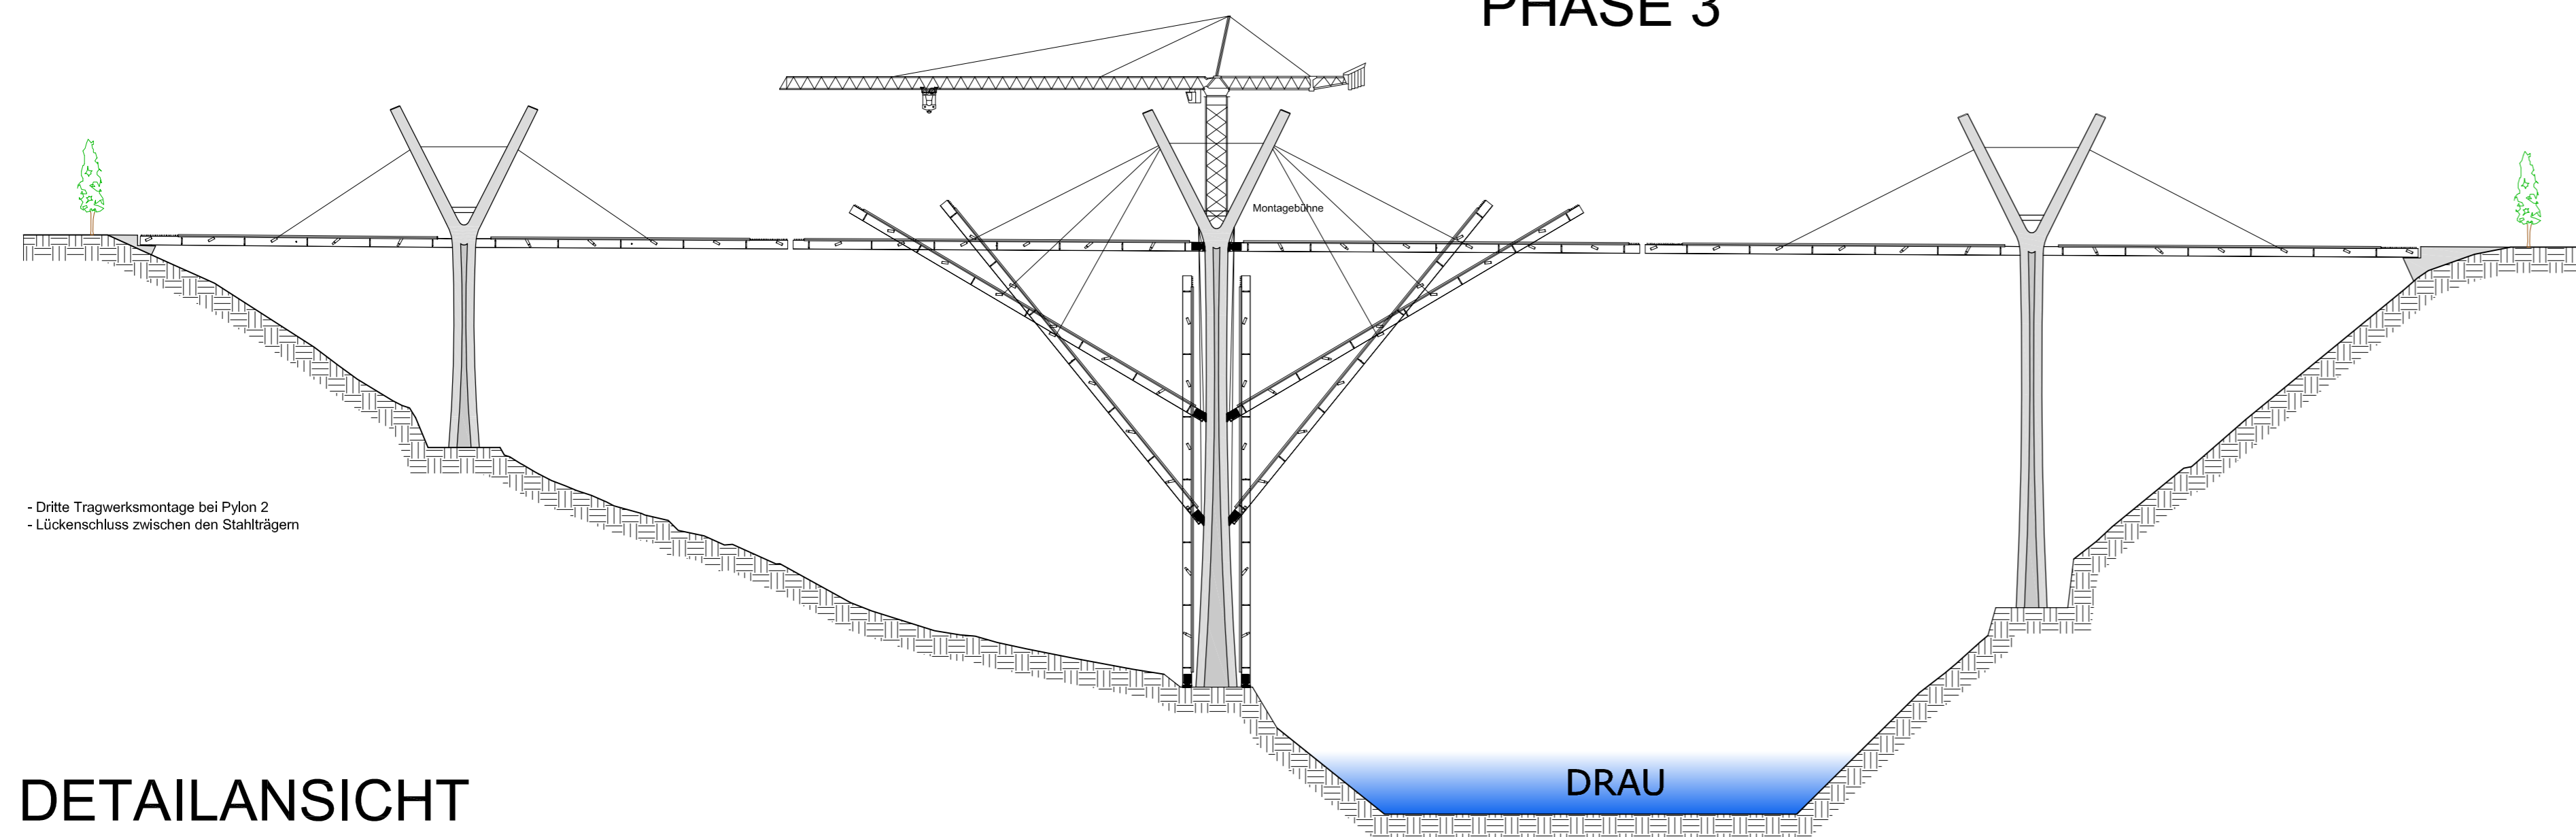 PHASE 3
Montagebühne
- Dritte Tragwerksmontage bei Pylon 2
- Lückenschluss zwischen den Stahlträgern
DRAU
DETAILANSICHT